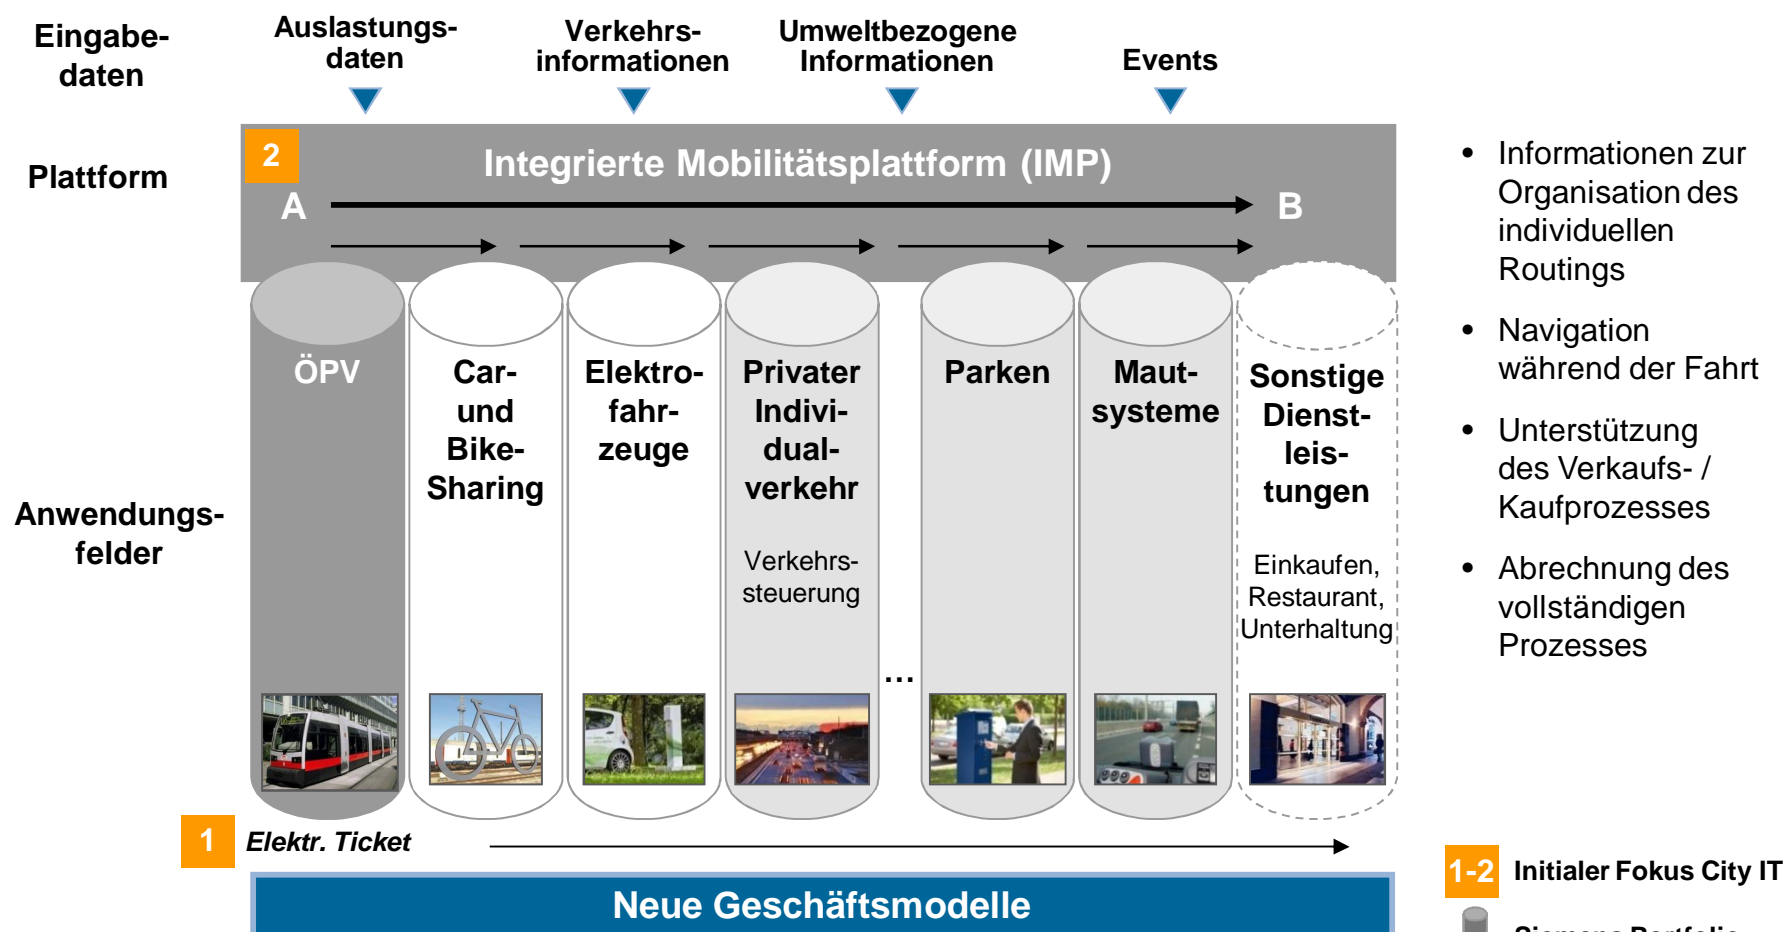 Eingabe-
daten
Auslastungs-
daten
Verkehrs-
informationen
Umweltbezogene
Informationen
Events
Plattform
2
Integrierte Mobilitätsplattform (IMP)
A
B
Anwendungs-
felder
ÖPV
Car-
und
Bike-
Sharing
Elektro-
fahr-
zeuge
Privater
Indivi-
dual-
verkehr
Verkehrs-
steuerung
...
Parken
Maut-
systeme
Sonstige
Dienst-
leis-
tungen
Einkaufen,
Restaurant,
Unterhaltung
1
Elektr. Ticket
Neue Geschäftsmodelle
• Informationen zur
Organisation des
individuellen
Routings
• Navigation
während der Fahrt
• Unterstützung
des Verkaufs- /
Kaufprozesses
• Abrechnung des
vollständigen
Prozesses
1-2
Initialer Fokus City IT
Siemens Portfolio